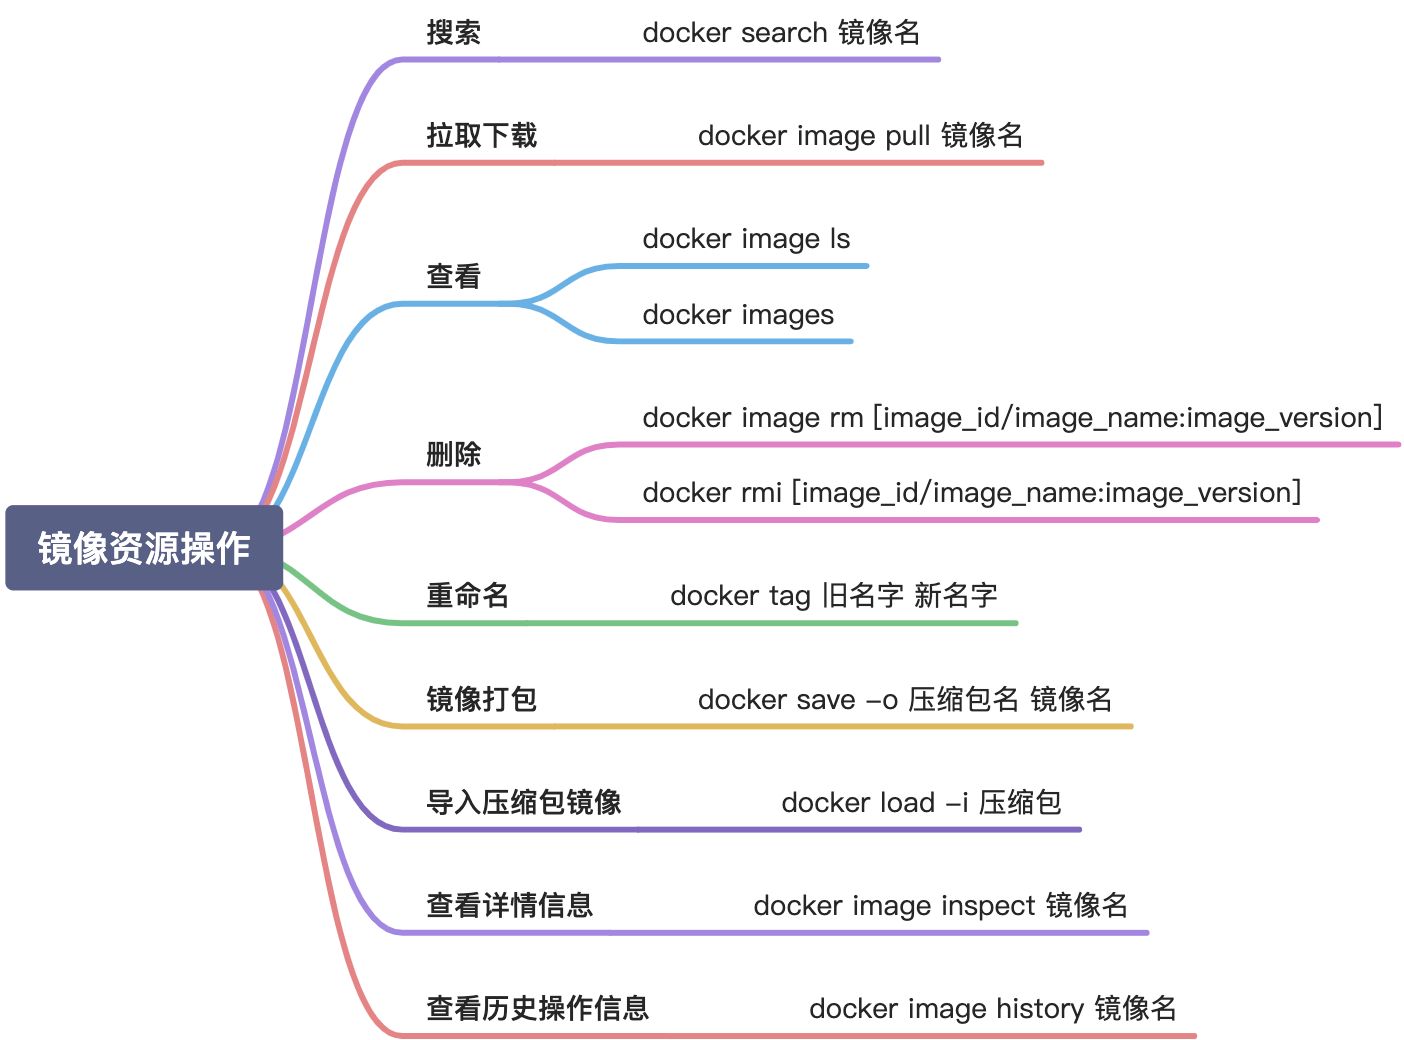 镜像资源操作
搜索
docker search 镜像名
拉取下载
docker image pull 镜像名
查看
docker image ls
docker images
删除
docker image rm [image_id/image_name:image_version]
docker rmi [image_id/image_name:image_version]
重命名
docker tag 旧名字 新名字
镜像打包
docker save –o 压缩包名 镜像名
导入压缩包镜像
docker load –i 压缩包
查看详情信息
docker image inspect 镜像名
查看历史操作信息
docker image history 镜像名